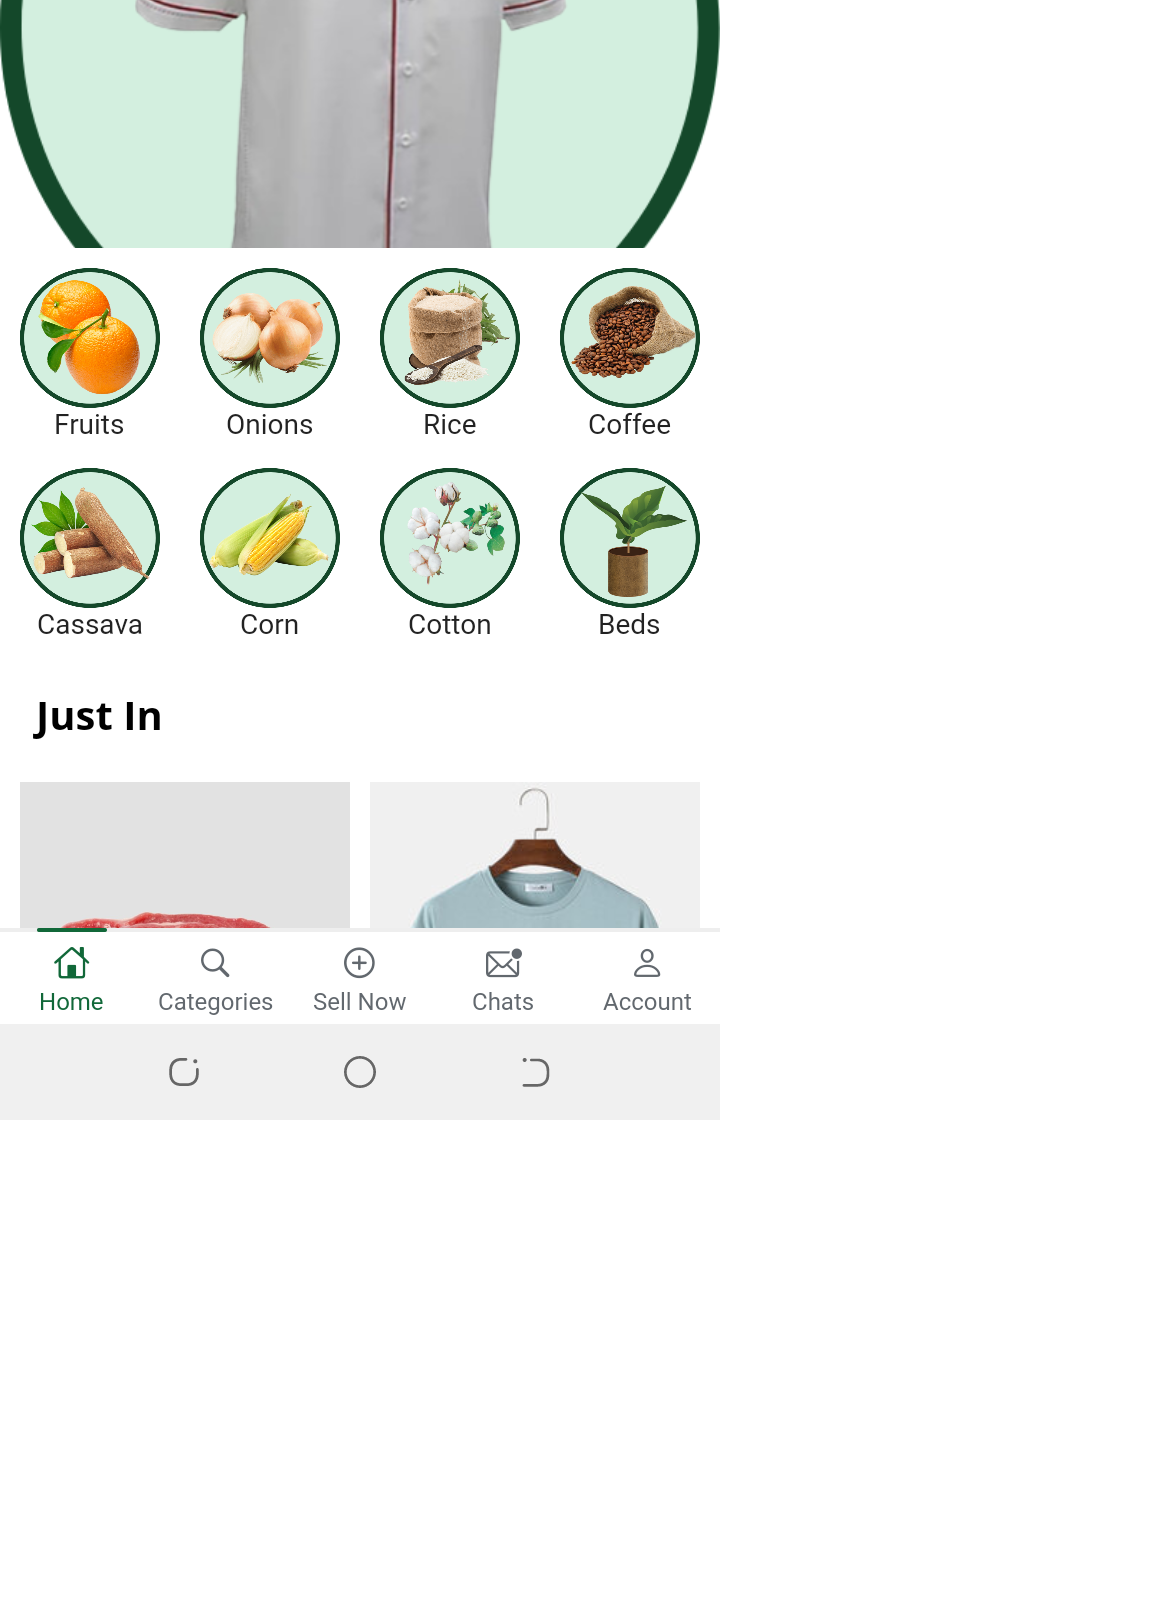 Fruits
Onions
Rice
Coffee
Cassava
Corn
Cotton
Beds
Just In
Home
Categories
Sell Now
Chats
Account